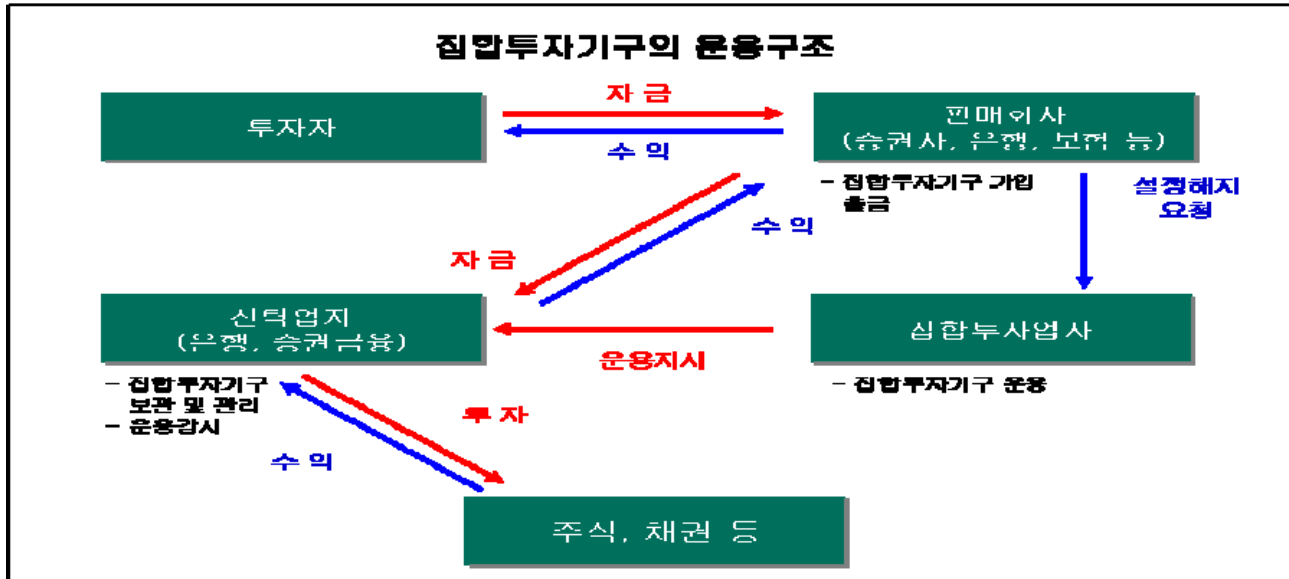 집합투자기구의 운용구조
투자자
자 금
수 익
판매회사
(증권사, 은행, 보험 등)
- 집합투자기구 가입
출금
설정해지
요청
자 금
수 익
신탁업자
(은행, 증권금융)
- 집합투자기구
보관 및 관리
- 운용감시
운용지시
집합투자업자
- 집합투자기구 운용
투 자
수 익
주식, 채권 등